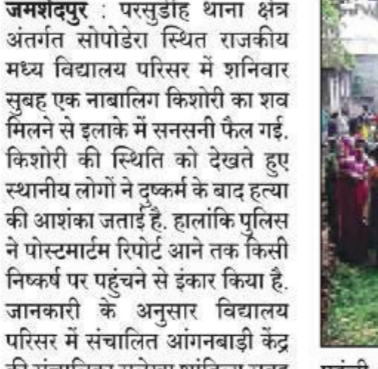 जमशेदपुर : परसुडीह थाना क्षेत्र
अंतर्गत सोपोडेरा स्थित राजकीय
मध्य विद्यालय परिसर में शनिवार
सुबह एक नाबालिग किशोरी का शव
मिलने से इलाके में सनसनी फैल गई.
किशोरी की स्थिति को देखते हुए
स्थानीय लोगों ने दुष्कर्म के बाद हत्या
की आशंका जताई है. हालांकि पुलिस
ने पोस्टमार्टम रिपोर्ट आने तक किसी
निष्कर्ष पर पहुंचने से इंकार किया है.
जानकारी के अनुसार विद्यालय
परिसर में संचालित आंगनबाड़ी केंद्र